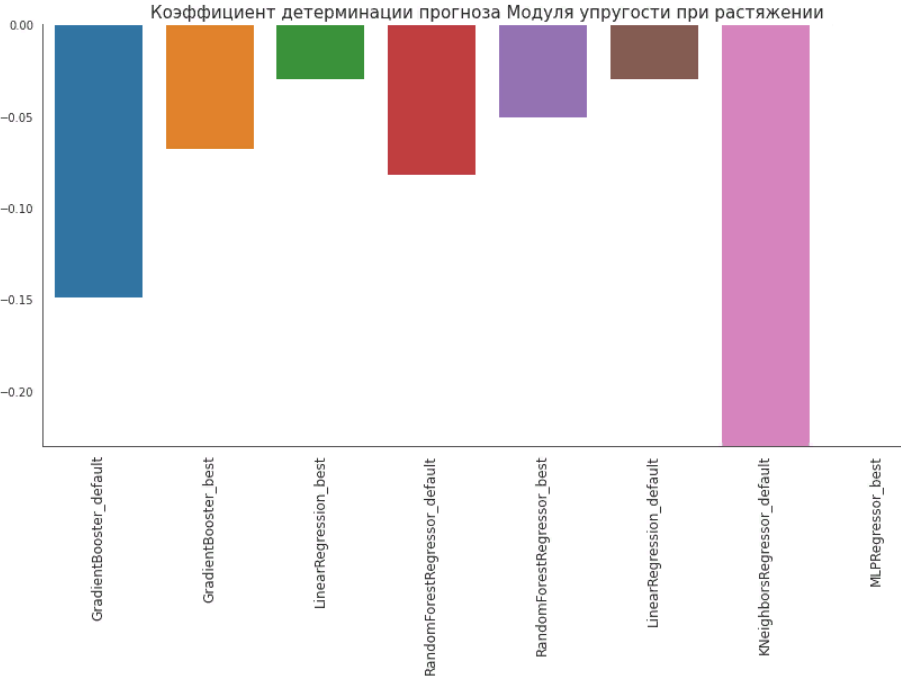 Коэффициент детерминации прогноза Модуля упругости при растяжении
0.00
−0.05
−0.10
−0.15
−0.20
GradientBooster_default
GradientBooster_best
LinearRegression_best
RandomForestRegressor_default
RandomForestRegressor_best
LinearRegression_default
KNeighborsRegressor_default
MLPRegressor_best